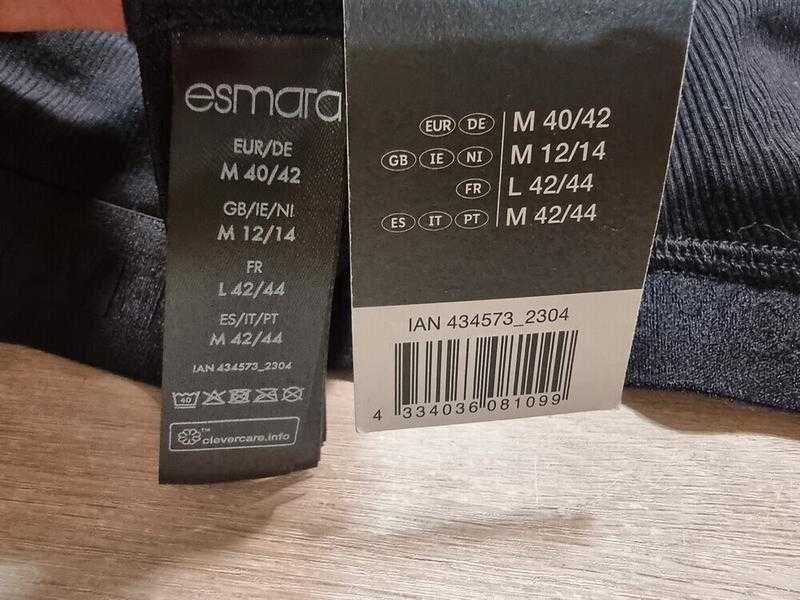 esmara
EUR/DE
M 40/42
GB/IE/NI
M 12/14
FR
L 42/44
ES/IT/PT
M 42/44
IAN 434573_2304
40
™
clevercare.info
EUR DE M 40/42
GB IE NI M 12/14
FR L 42/44
ES IT PT M 42/44
IAN 434573_2304
4 334036 081099